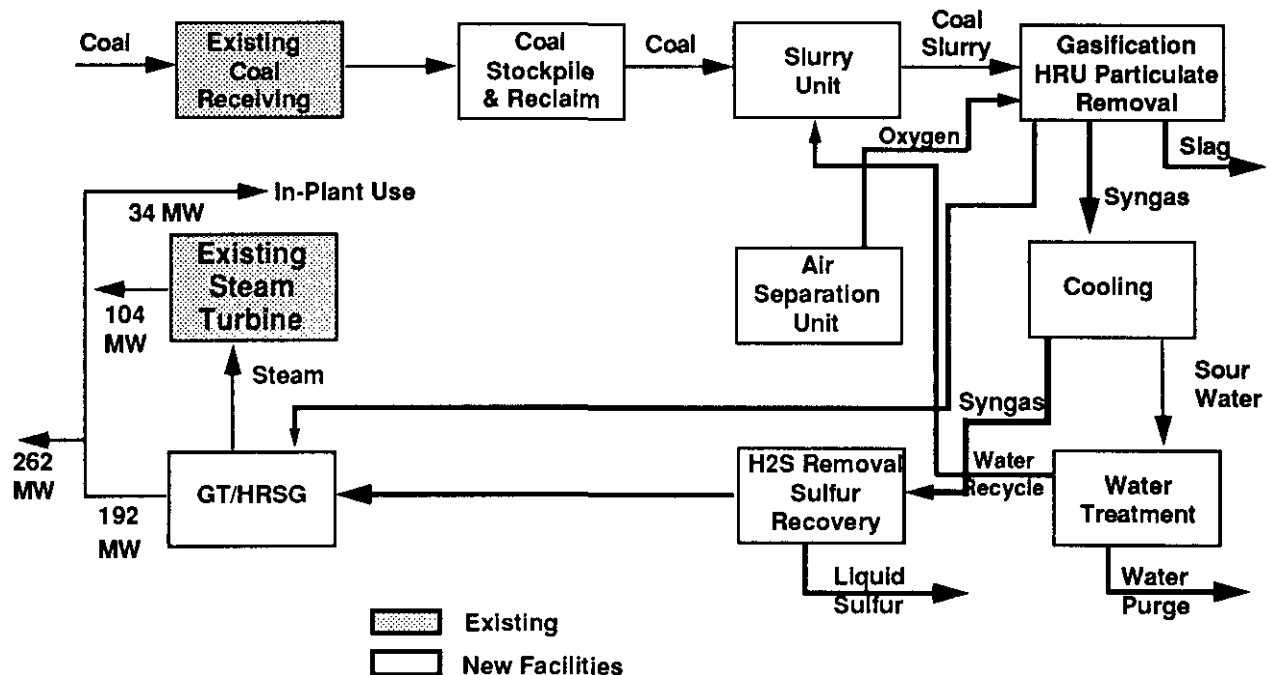 Coal
Existing
Coal
Receiving
Coal
Stockpile
& Reclaim
Coal
Slurry
Unit
Coal
Slurry
Gasification
HRU Particulate
Removal
Oxygen
Slag
In-Plant Use
34 MW
Syngas
Existing
Steam
Turbine
104
MW
Air
Separation
Unit
Cooling
Steam
Sour
Water
Syngas
262
MW
GT/HRSG
192
MW
H2S Removal
Sulfur
Recovery
Water
Recycle
Water
Treatment
Liquid
Sulfur
Water
Purge
Existing
New Facilities